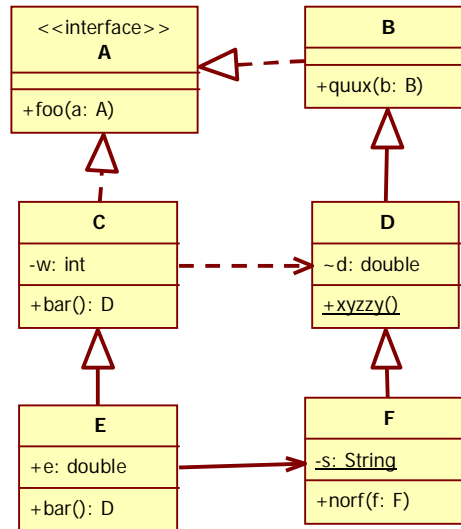 <<interface>>
A
+foo(a: A)
B
+quux(b: B)
C
-w: int
+bar(): D
D
~d: double
+xyzzy()
E
+e: double
+bar(): D
F
-s: String
+norf(f: F)